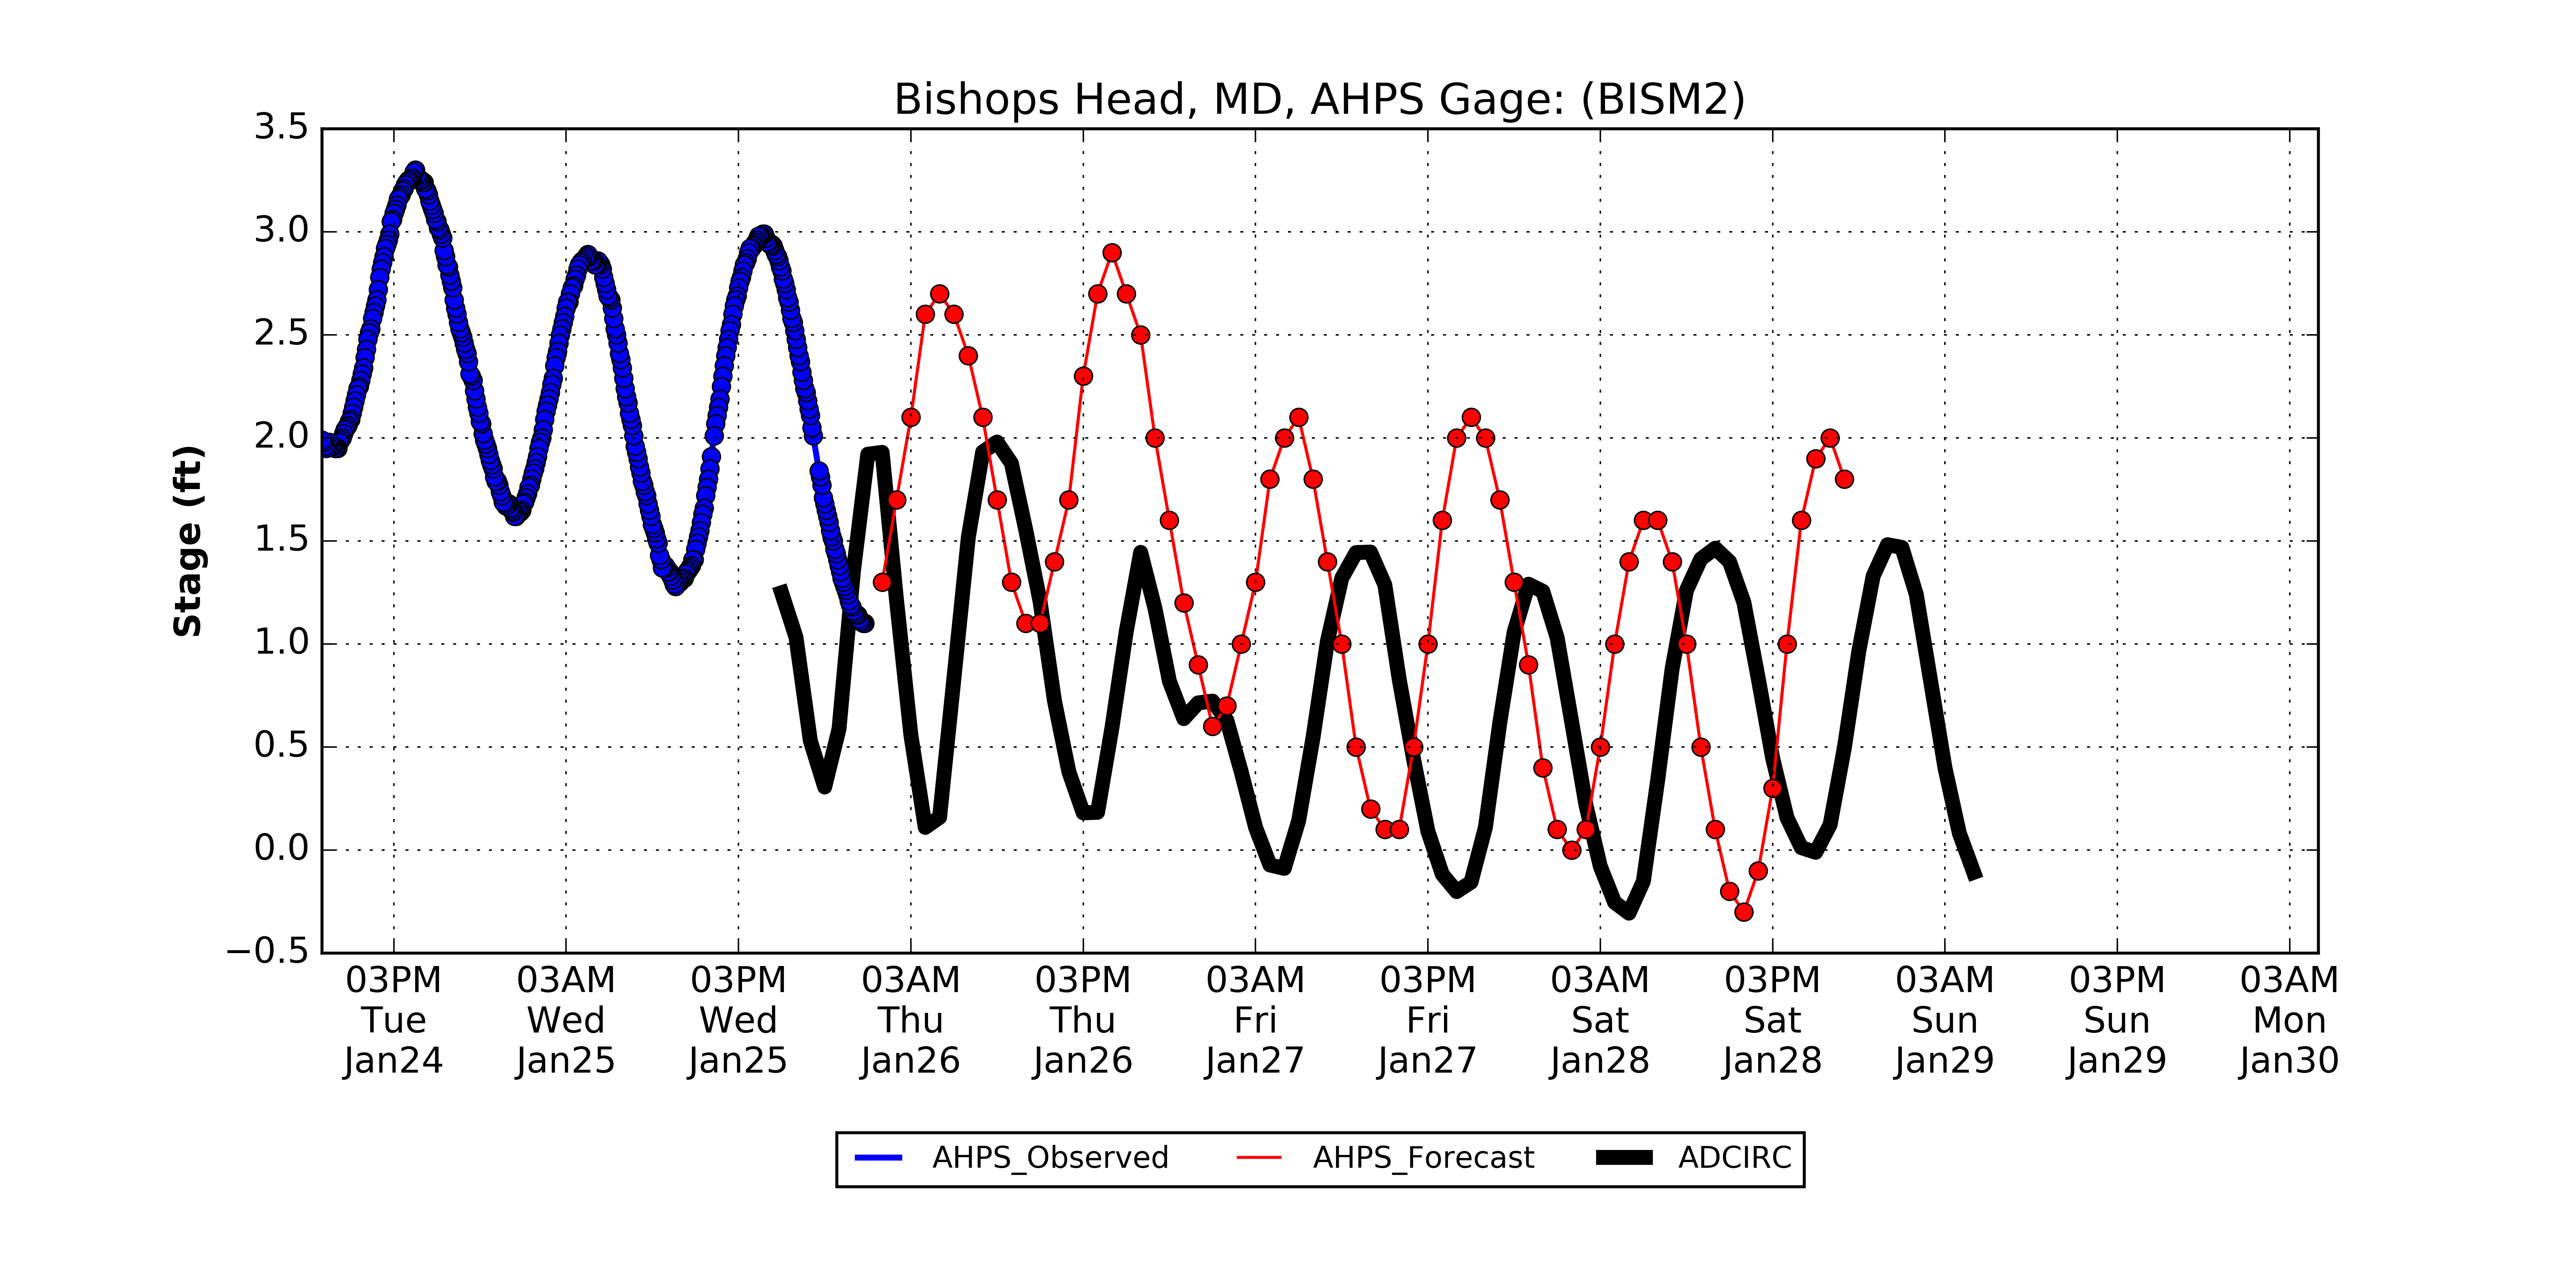 Bishops Head, MD, AHPS Gage: (BISM2)
Stage (ft)
3.5
3.0
2.5
2.0
1.5
1.0
0.5
0.0
−0.5
03PM 03AM 03PM 03AM 03PM 03AM 03PM 03AM 03PM 03AM 03PM 03AM
Tue Wed Wed Thu Thu Fri Fri Sat Sat Sun Sun Mon
Jan24 Jan25 Jan25 Jan26 Jan26 Jan27 Jan27 Jan28 Jan28 Jan29 Jan29 Jan30
AHPS_Observed AHPS_Forecast ADCIRC